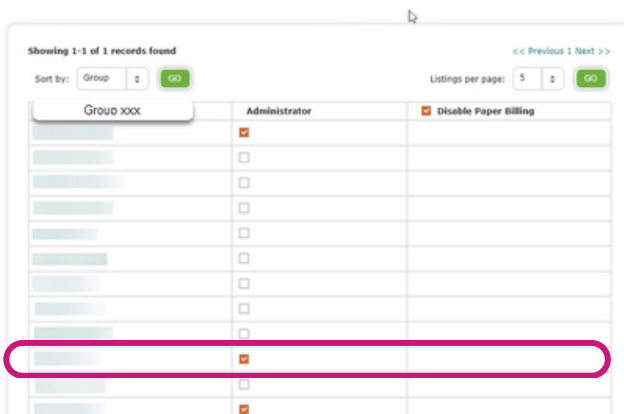 Showing 1-1 of 1 records found
<< Previous 1 Next >>
Sort by: Group GO
Listings per page: 5 GO
Group xxx Administrator Disable Paper Billing